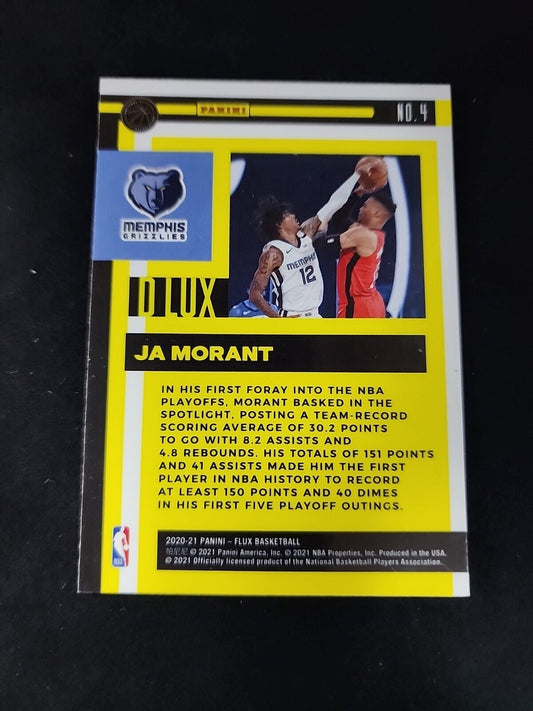 PANINI
NO. 4
MEMPHIS
GRIZZLIES
MEMPHIS
12
D LUX
JA MORANT
IN HIS FIRST FORAY INTO THE NBA
PLAYOFFS, MORANT BASKED IN THE
SPOTLIGHT, POSTING A TEAM-RECORD
SCORING AVERAGE OF 30.2 POINTS
TO GO WITH 8.2 ASSISTS AND
4.8 REBOUNDS. HIS TOTALS OF 151 POINTS
AND 41 ASSISTS MADE HIM THE FIRST
PLAYER IN NBA HISTORY TO RECORD
AT LEAST 150 POINTS AND 40 DIMES
IN HIS FIRST FIVE PLAYOFF OUTINGS.
2020-21 PANINI – FLUX BASKETBALL
帕尼尼 © 2021 Panini America, Inc. © 2021 NBA Properties, Inc. Produced in the USA.
© 2021 Officially licensed product of the National Basketball Players Association.